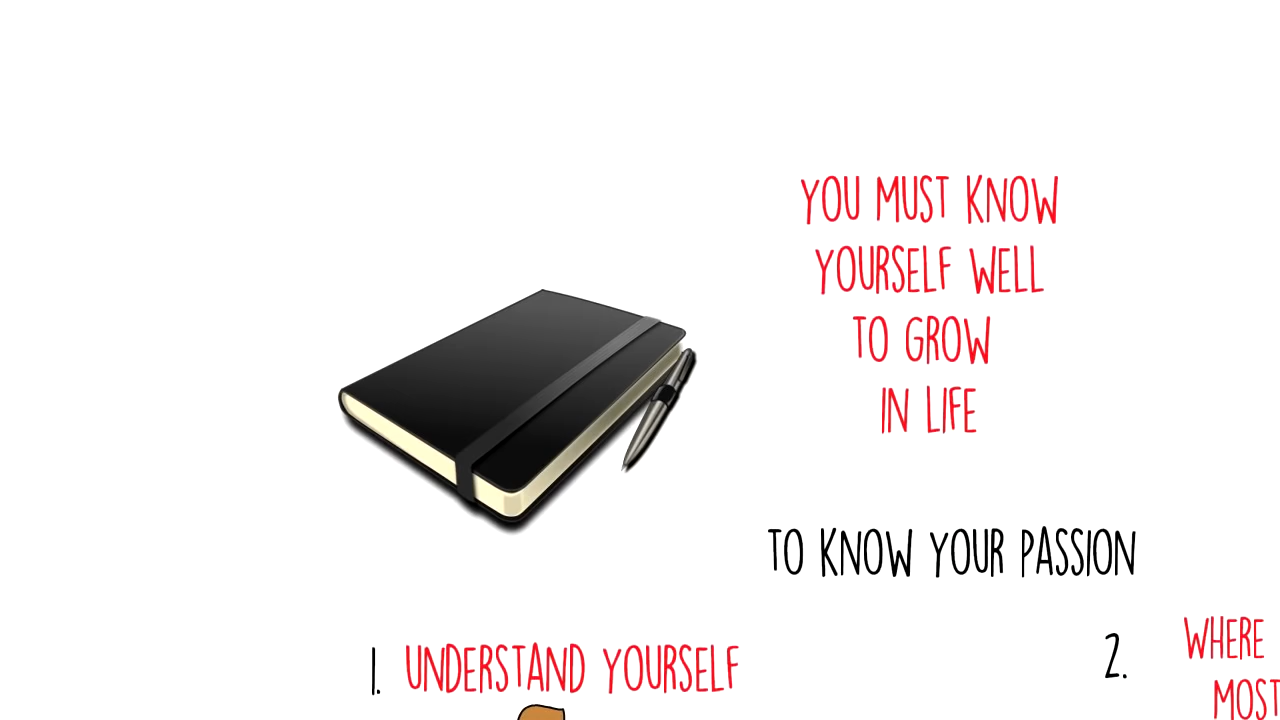 YOU MUST KNOW
YOURSELF WELL
TO GROW
IN LIFE
TO KNOW YOUR PASSION
1. UNDERSTAND YOURSELF
2. WHERE
MOST